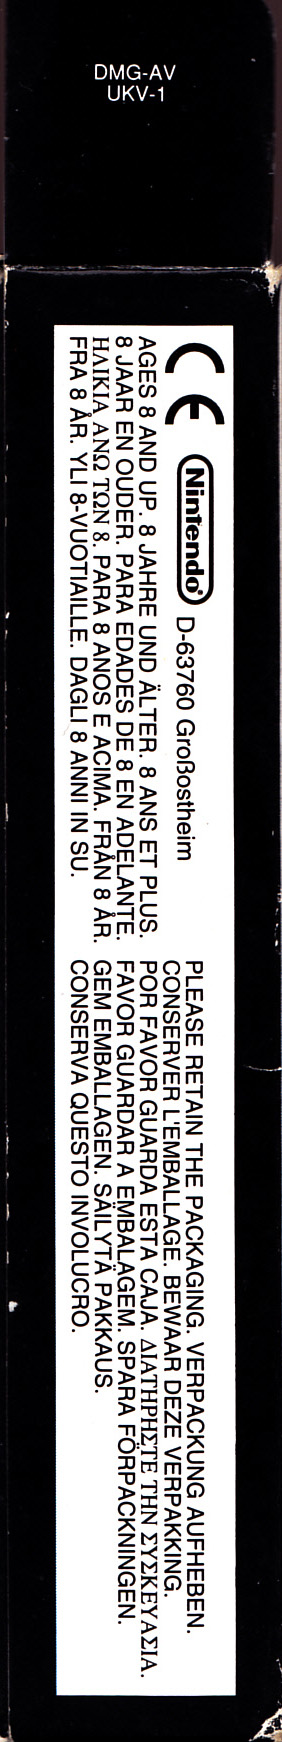 DMG-AV
UKV-1
CE Nintendo® D-63760 Großostheim
AGES 8 AND UP. 8 JAHRE UND ÄLTER. 8 ANS ET PLUS.
8 JAAR EN OUDER. PARA EDADES DE 8 EN ADELANTE.
ΗΛΙΚΙΑ ΑΝΩ ΤΩΝ 8. PARA 8 ANOS E ACIMA. FRÅN 8 ÅR.
FRA 8 ÅR. YLI 8-VUOTIAILLE. DAGLI 8 ANNI IN SU.
PLEASE RETAIN THE PACKAGING. VERPACKUNG AUFHEBEN.
CONSERVER L'EMBALLAGE. BEWAAR DEZE VERPAKKING.
POR FAVOR GUARDA ESTA CAJA. ΔΙΑΤΗΡΗΣΤΕ ΤΗΝ ΣΥΣΚΕΥΑΣΙΑ.
FAVOR GUARDAR A EMBALAGEM. SPARA FÖRPACKNINGEN.
GEM EMBALLAGEN. SÄILYTÄ PAKKAUS.
CONSERVA QUESTO INVOLUCRO.